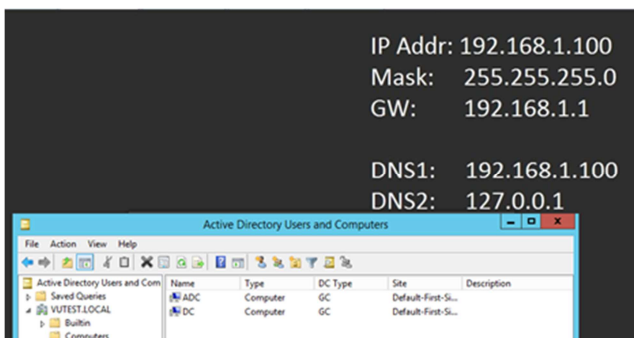 IP Addr: 192.168.1.100
Mask: 255.255.255.0
GW: 192.168.1.1
DNS1: 192.168.1.100
DNS2: 127.0.0.1
Active Directory Users and Computers
File Action View Help
Active Directory Users and Com Name Type DC Type Site Description
Saved Queries ADC Computer GC Default-First-Si...
VUTEST.LOCAL DC Computer GC Default-First-Si...
Builtin
Computers